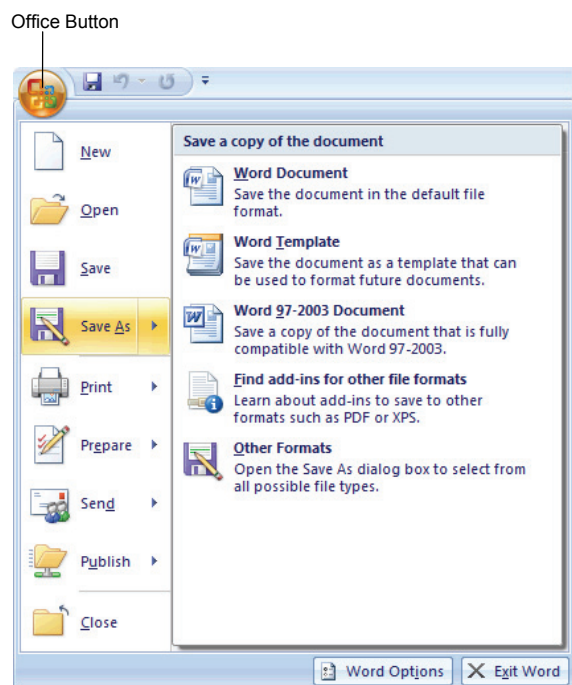 Office Button
New
Open
Save
Save As
Print
Prepare
Send
Publish
Close
Save a copy of the document
Word Document
Save the document in the default file
format.
Word Template
Save the document as a template that can
be used to format future documents.
Word 97-2003 Document
Save a copy of the document that is fully
compatible with Word 97-2003.
Find add-ins for other file formats
Learn about add-ins to save to other
formats such as PDF or XPS.
Other Formats
Open the Save As dialog box to select from
all possible file types.
Word Options
Exit Word